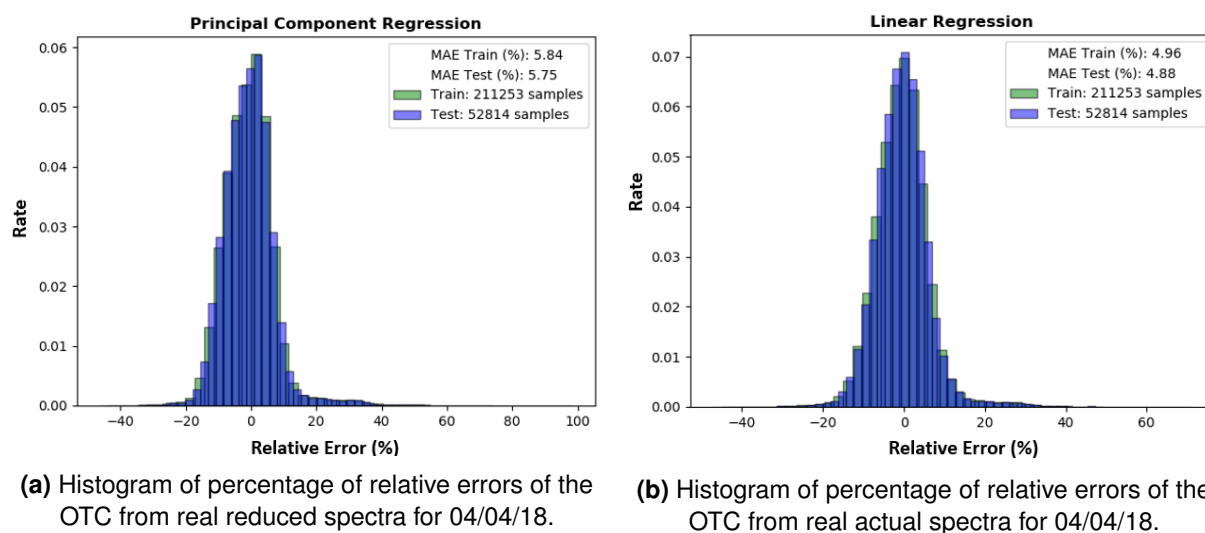 Principal Component Regression
MAE Train (%): 5.84
MAE Test (%): 5.75
Train: 211253 samples
Test: 52814 samples
0.06
0.05
0.04
0.03
0.02
0.01
0.00
Rate
−40 −20 0 20 40 60 80 100
Relative Error (%)
(a) Histogram of percentage of relative errors of the
OTC from real reduced spectra for 04/04/18.
Linear Regression
MAE Train (%): 4.96
MAE Test (%): 4.88
Train: 211253 samples
Test: 52814 samples
0.07
0.06
0.05
0.04
0.03
0.02
0.01
0.00
Rate
−40 −20 0 20 40 60
Relative Error (%)
(b) Histogram of percentage of relative errors of the
OTC from real actual spectra for 04/04/18.